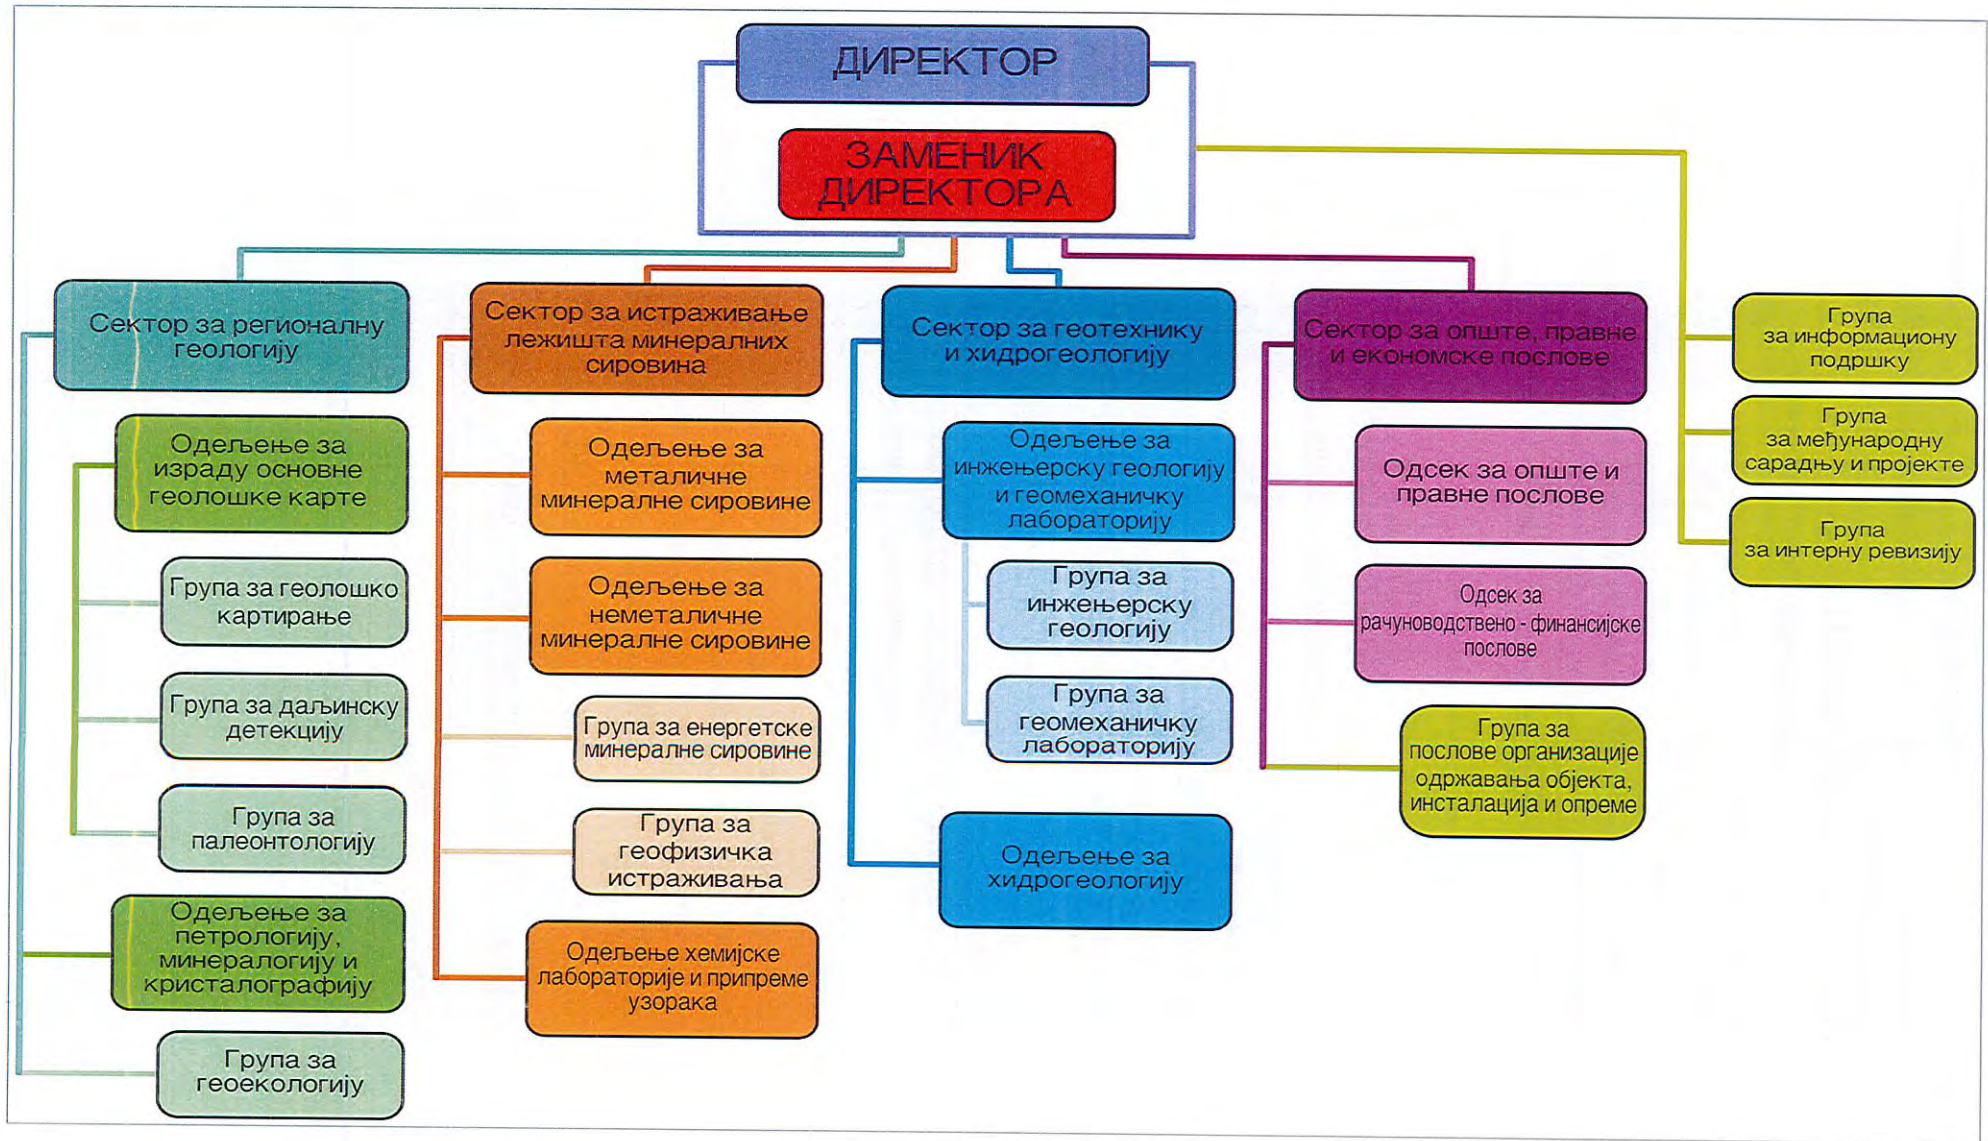 ДИРЕКТОР
ЗАМЕНИК
ДИРЕКТОРА
Сектор за регионалну
геологију
Одељење за
израду основне
геолошке карте
Група за геолошко
картирање
Група за даљинску
детекцију
Група за
палеонтологију
Одељење за
петрологију,
минералогију и
кристалографију
Група за
геоекологију
Сектор за истраживање
лежишта минералних
сировина
Одељење за
металичне
минералне сировине
Одељење за
неметаличне
минералне сировине
Група за енергетске
минералне сировине
Група за
геофизичка
истраживања
Одељење хемијске
лабораторије и припреме
узорака
Сектор за геотехнику
и хидрогеологију
Одељење за
инжењерску геологију
и геомеханичку
лабораторију
Група за
инжењерску
геологију
Група за
геомеханичку
лабораторију
Одељење за
хидрогеологију
Сектор за опште, правне
и економске послове
Одсек за опште и
правне послове
Одсек за
рачуноводствено - финансијске
послове
Група за
послове организације
одржавања објекта,
инсталација и опреме
Група
за информациону
подршку
Група
за међународну
сарадњу и пројекте
Група
за интерну ревизију